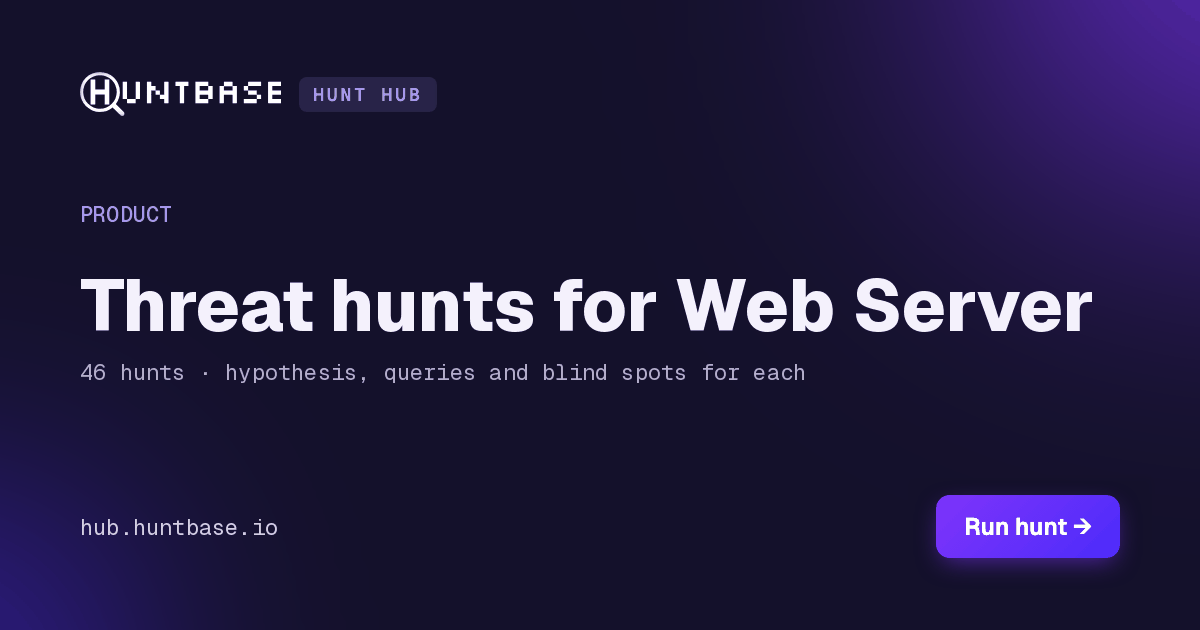 HUNTBASE HUNT HUB
PRODUCT
Threat hunts for Web Server
46 hunts · hypothesis, queries and blind spots for each
hub.huntbase.io
Run hunt →